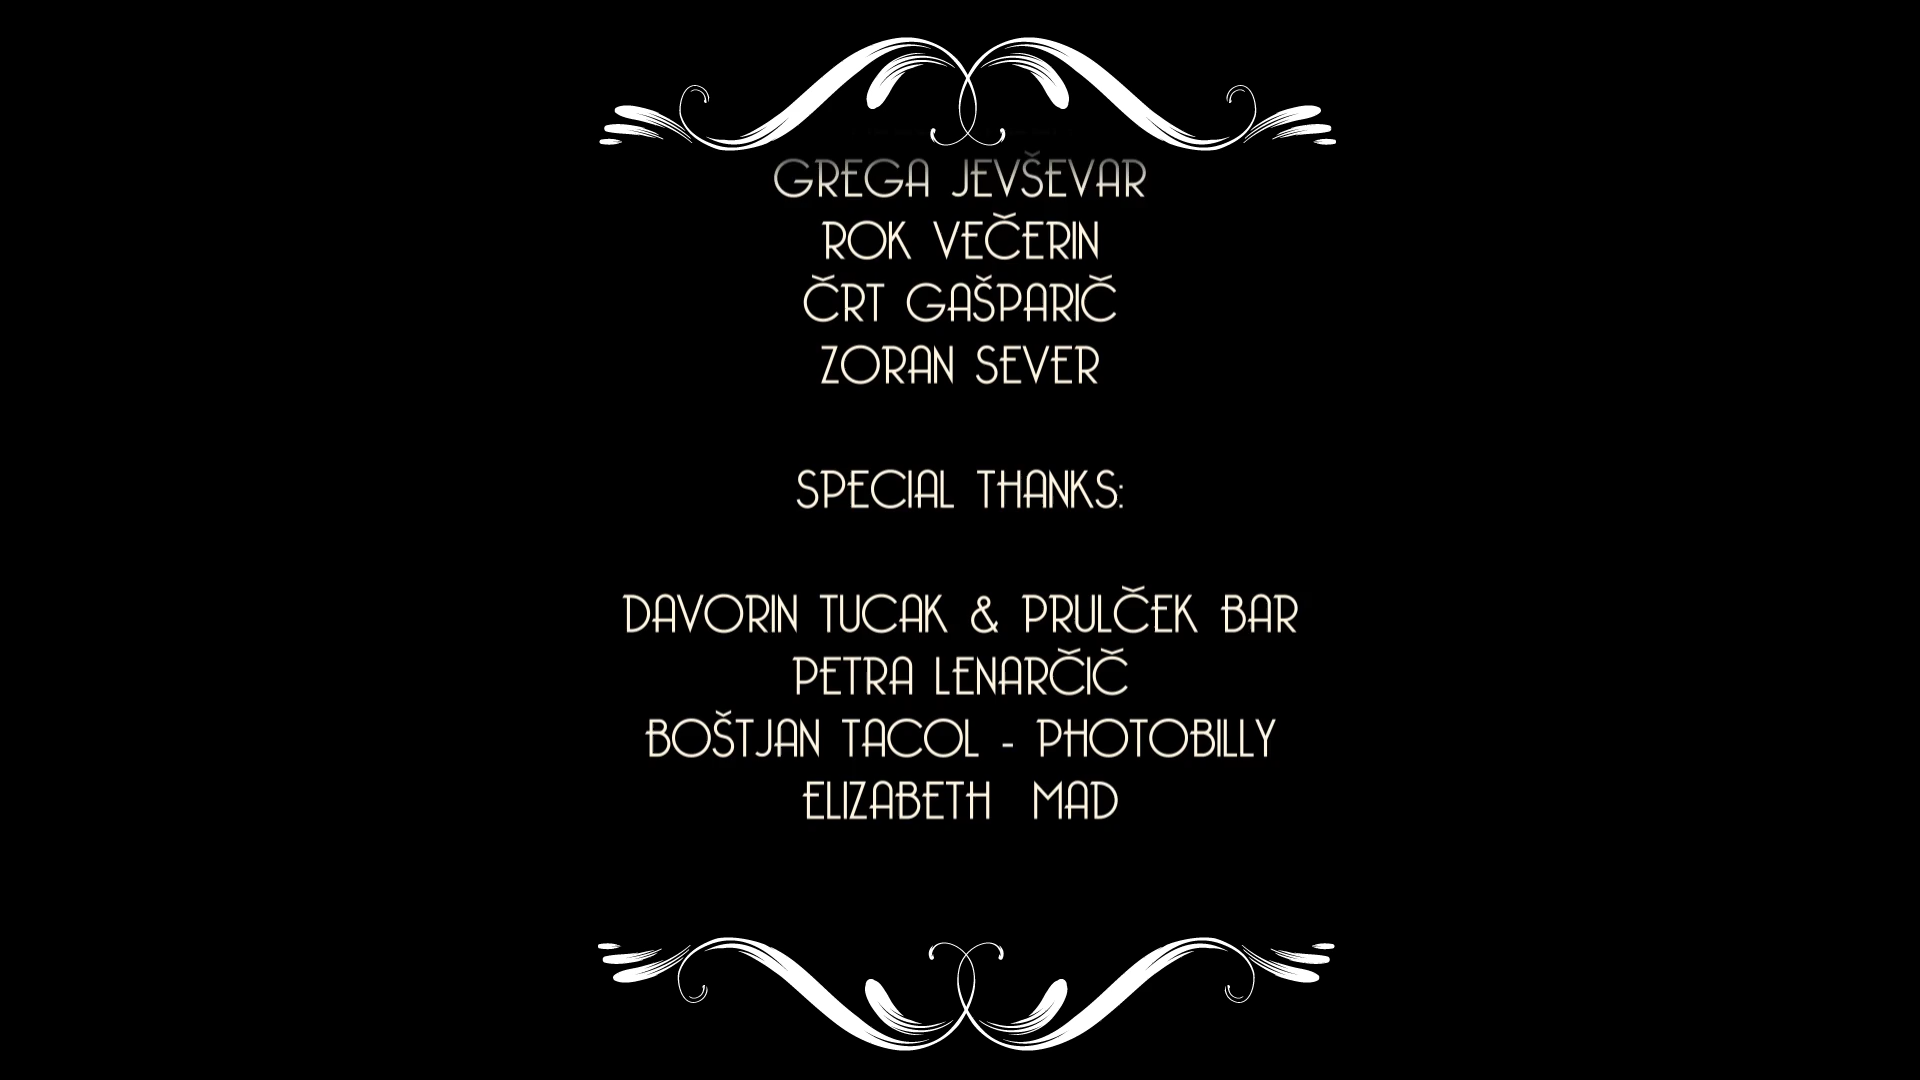 GREGA JEVŠEVAR
ROK VEČERIN
ČRT GAŠPARIČ
ZORAN SEVER
SPECIAL THANKS:
DAVORIN TUCAK & PRULČEK BAR
PETRA LENARČIČ
BOŠTJAN TACOL - PHOTOBILLY
ELIZABETH MAD